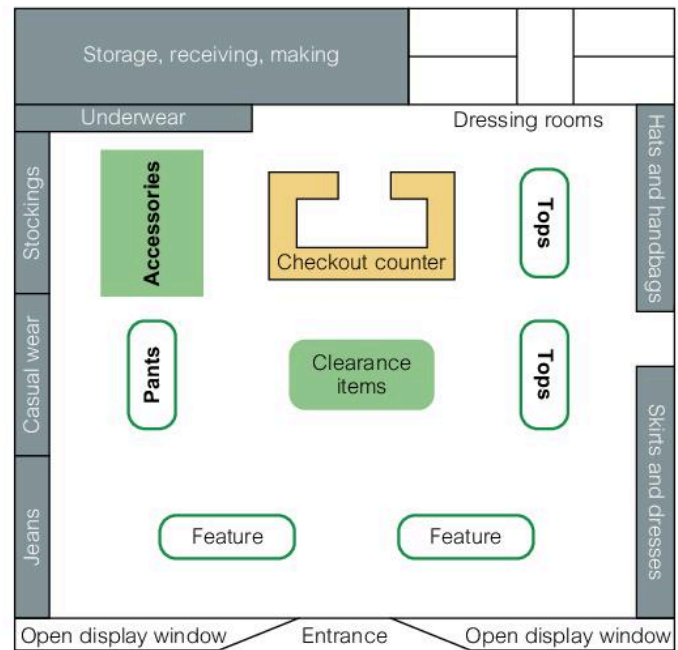 Storage, receiving, making
Underwear
Dressing rooms
Stockings
Accessories
Checkout counter
Tops
Hats and handbags
Casual wear
Pants
Clearance
items
Tops
Jeans
Feature
Feature
Skirts and dresses
Open display window
Entrance
Open display window